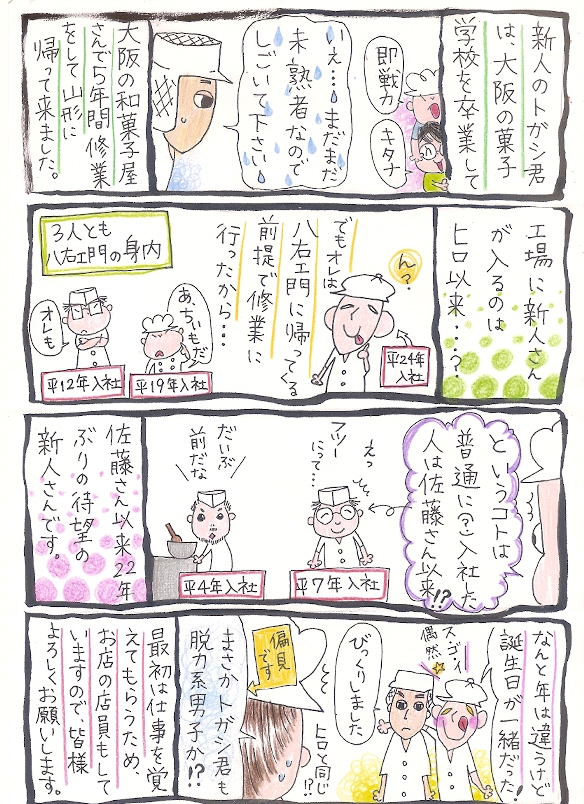 新人のトガシ君
は、大阪の菓子
学校を卒業して
即戦力
キタナ
いえ…まだまだ
未熟者なので
しごいて下さい
大阪の和菓子屋
さんで5年間修業
をして山形に
帰って来ました。
工場に新人さん
が入るのは
ヒロ以来…?
ん?
平24年
入社
でもオレは
八右エ門に帰ってくる
前提で修業に
行ったから…
3人とも
八右エ門の身内
あ、ちぃもだ
平19年入社
オレも
平12年入社
というコトは
普通に(?)入社した
人は佐藤さん以来!?
えっ
フツーにって…
平7年入社
だいぶ
前だな
平4年入社
佐藤さん以来22年
ぶりの待望の
新人さんです。
なんと年は違うけど
誕生日が一緒だった!
スゴイ
偶然
びっくりしました
ヒロと同じ!?
偏見
です
まさかトガシ君も
脱力系男子か!?
最初は仕事を覚
えてもらうため、
お店の店員もして
いますので、皆様
よろしくお願いします。